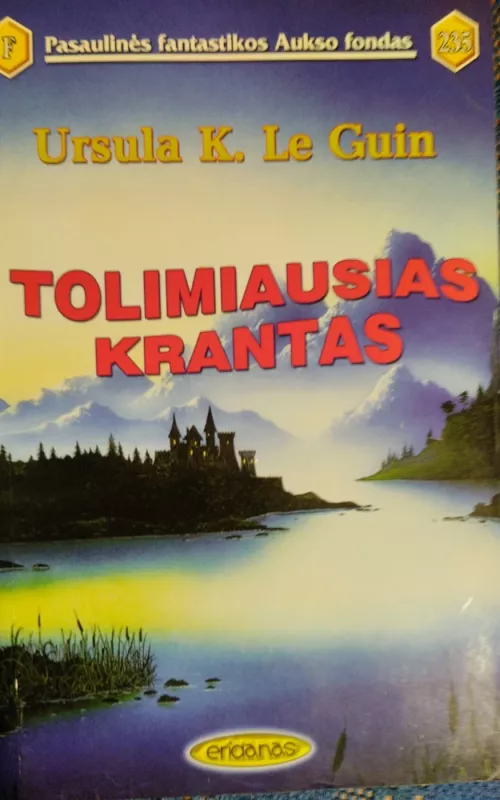 F
Pasaulinės fantastikos Aukso fondas
235
Ursula K. Le Guin
TOLIMIAUSIAS
KRANTAS
eridanas